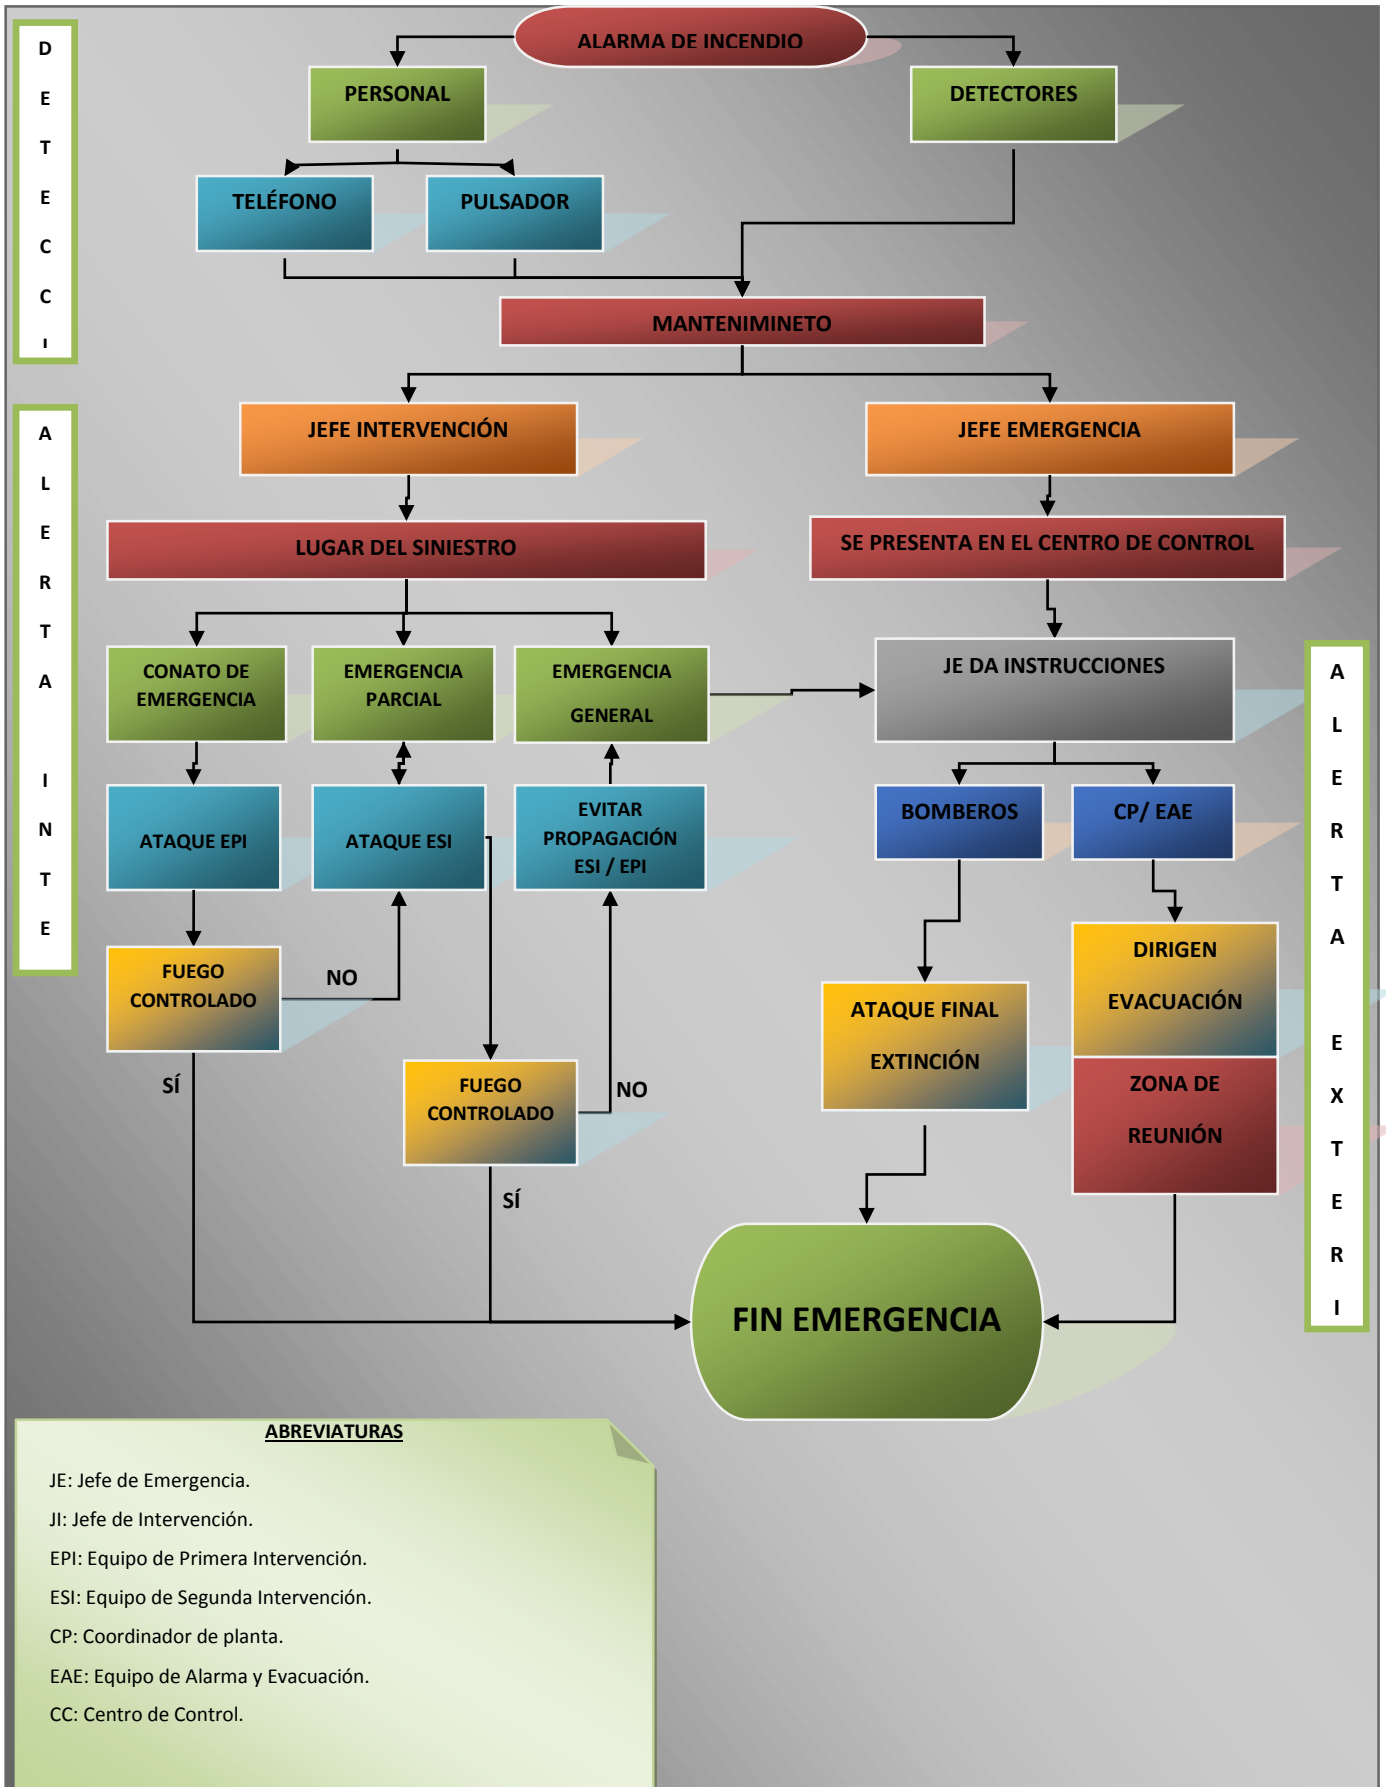 D
E
T
E
C
C
I
ALARMA DE INCENDIO
PERSONAL
DETECTORES
TELÉFONO
PULSADOR
MANTENIMINETO
A
L
E
R
T
A
I
N
T
E
JEFE INTERVENCIÓN
JEFE EMERGENCIA
LUGAR DEL SINIESTRO
SE PRESENTA EN EL CENTRO DE CONTROL
CONATO DE
EMERGENCIA
EMERGENCIA
PARCIAL
EMERGENCIA
GENERAL
JE DA INSTRUCCIONES
ATAQUE EPI
ATAQUE ESI
EVITAR
PROPAGACIÓN
ESI / EPI
BOMBEROS
CP/ EAE
FUEGO
CONTROLADO
NO
SÍ
FUEGO
CONTROLADO
NO
SÍ
ATAQUE FINAL
EXTINCIÓN
DIRIGEN
EVACUACIÓN
ZONA DE
REUNIÓN
A
L
E
R
T
A
E
X
T
E
R
I
FIN EMERGENCIA
ABREVIATURAS
JE: Jefe de Emergencia.
JI: Jefe de Intervención.
EPI: Equipo de Primera Intervención.
ESI: Equipo de Segunda Intervención.
CP: Coordinador de planta.
EAE: Equipo de Alarma y Evacuación.
CC: Centro de Control.